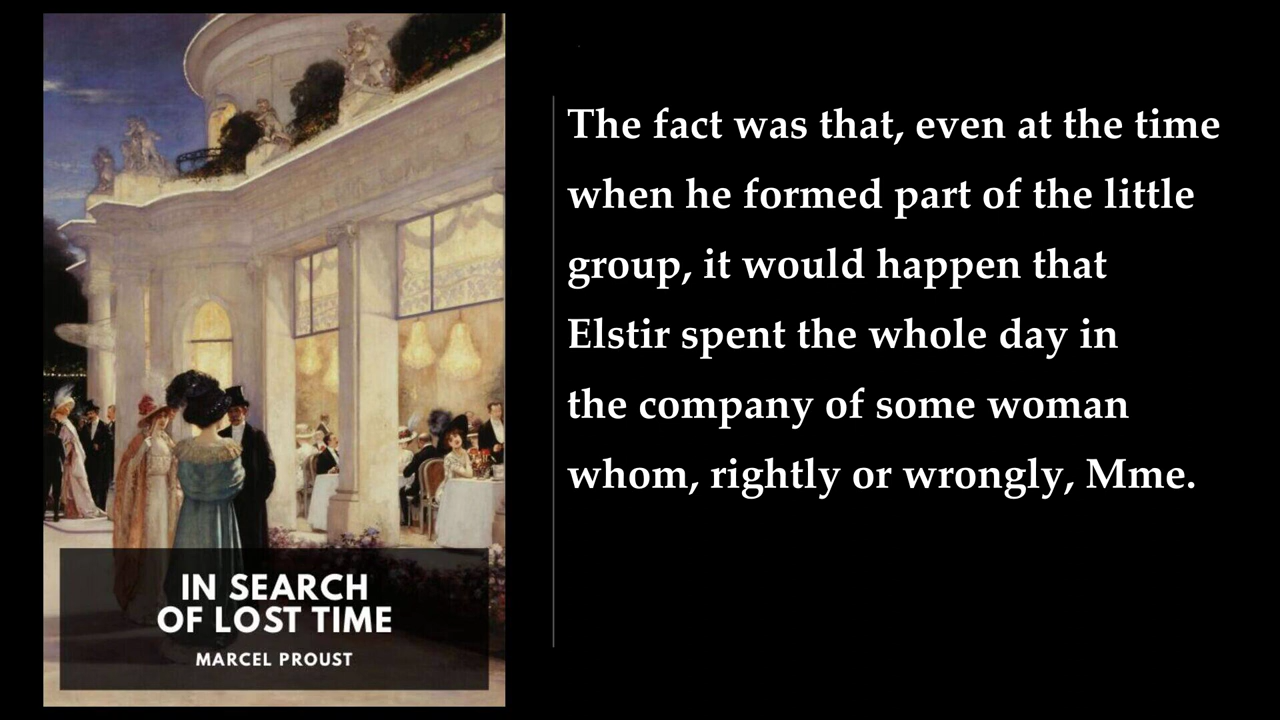 The fact was that, even at the time
when he formed part of the little
group, it would happen that
Elstir spent the whole day in
the company of some woman
whom, rightly or wrongly, Mme.
IN SEARCH
OF LOST TIME
MARCEL PROUST